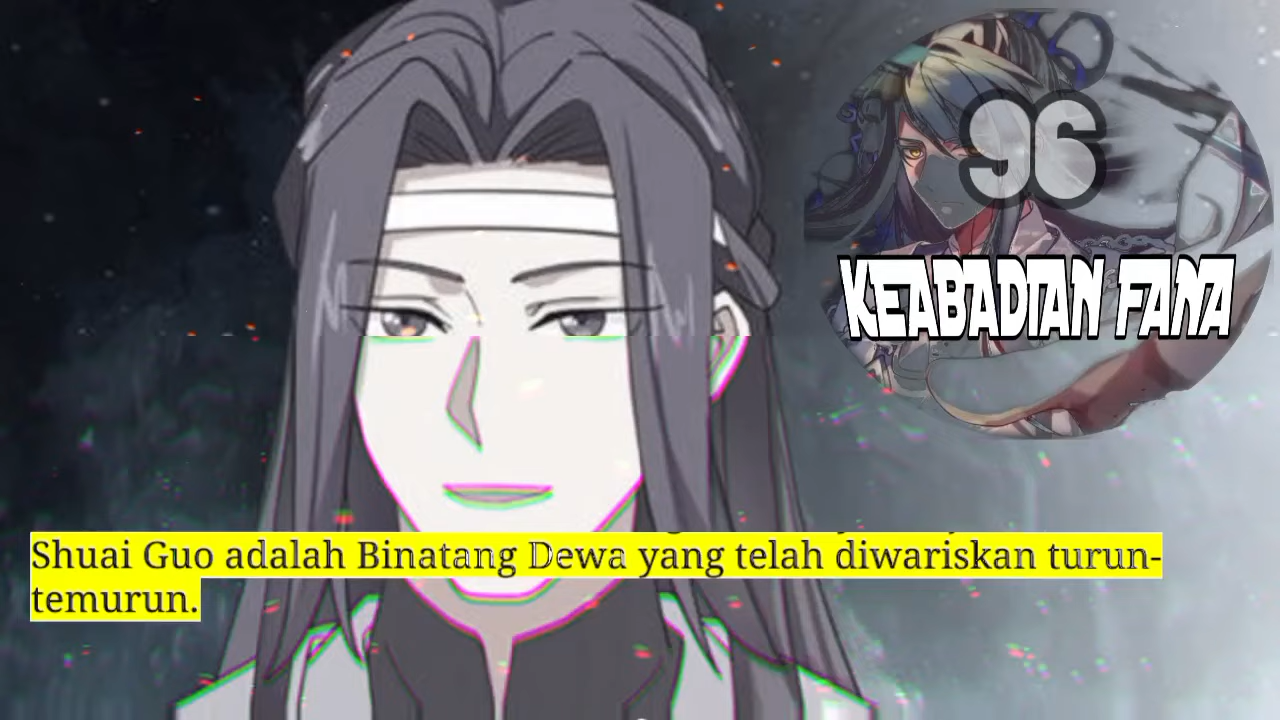 96
KEABADIAN FANA
Shuai Guo adalah Binatang Dewa yang telah diwariskan turun-
temurun.